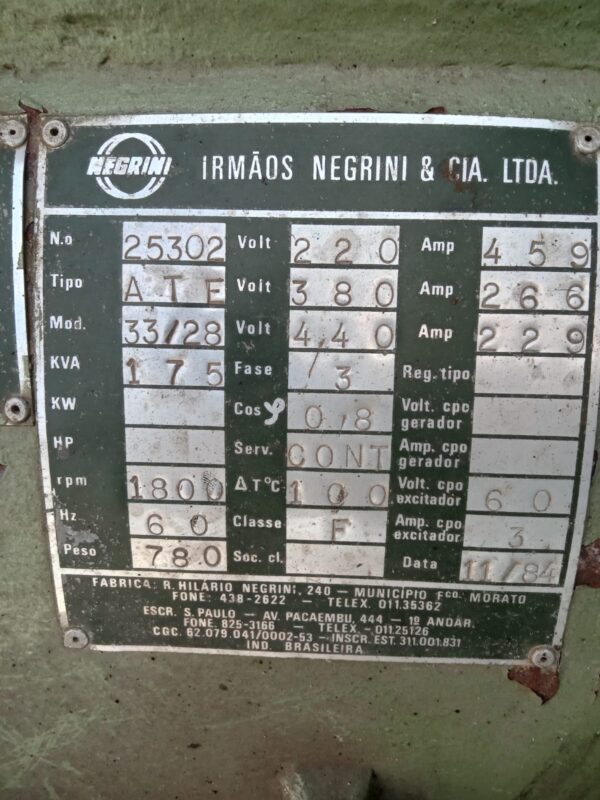 NEGRINI IRMÃOS NEGRINI & CIA. LTDA.
N.o 25302 Volt 220 Amp 459
Tipo ATE Volt 380 Amp 266
Mod. 33/28 Volt 440 Amp 229
KVA 175 Fase 3 Reg. tipo
KW Cos φ 0,8 Volt. cpo gerador
HP Serv. CONT Amp. cpo gerador
rpm 1800 ΔT°C 100 Volt. cpo excitador 60
Hz 60 Classe F Amp. cpo excitador 3
Peso 780 Soc. cl. Data 11/84
FABRICA: R. HILÁRIO NEGRINI, 240 – MUNICÍPIO Fco. MORATO
FONE: 438-2622 – TELEX. 011.35362
ESCR. S. PAULO – AV. PACAEMBU, 444 – 1º ANDAR.
FONE. 825-3166 – TELEX - 011.25126
CGC. 62.079.041/0002-53 - INSCR. EST. 311.001.831
IND. BRASILEIRA